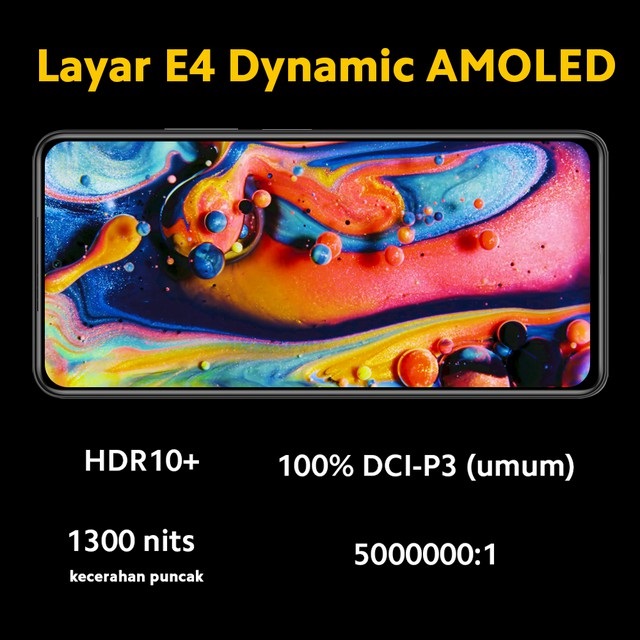 Layar E4 Dynamic AMOLED
HDR10+
100% DCI-P3 (umum)
1300 nits
kecerahan puncak
5000000:1